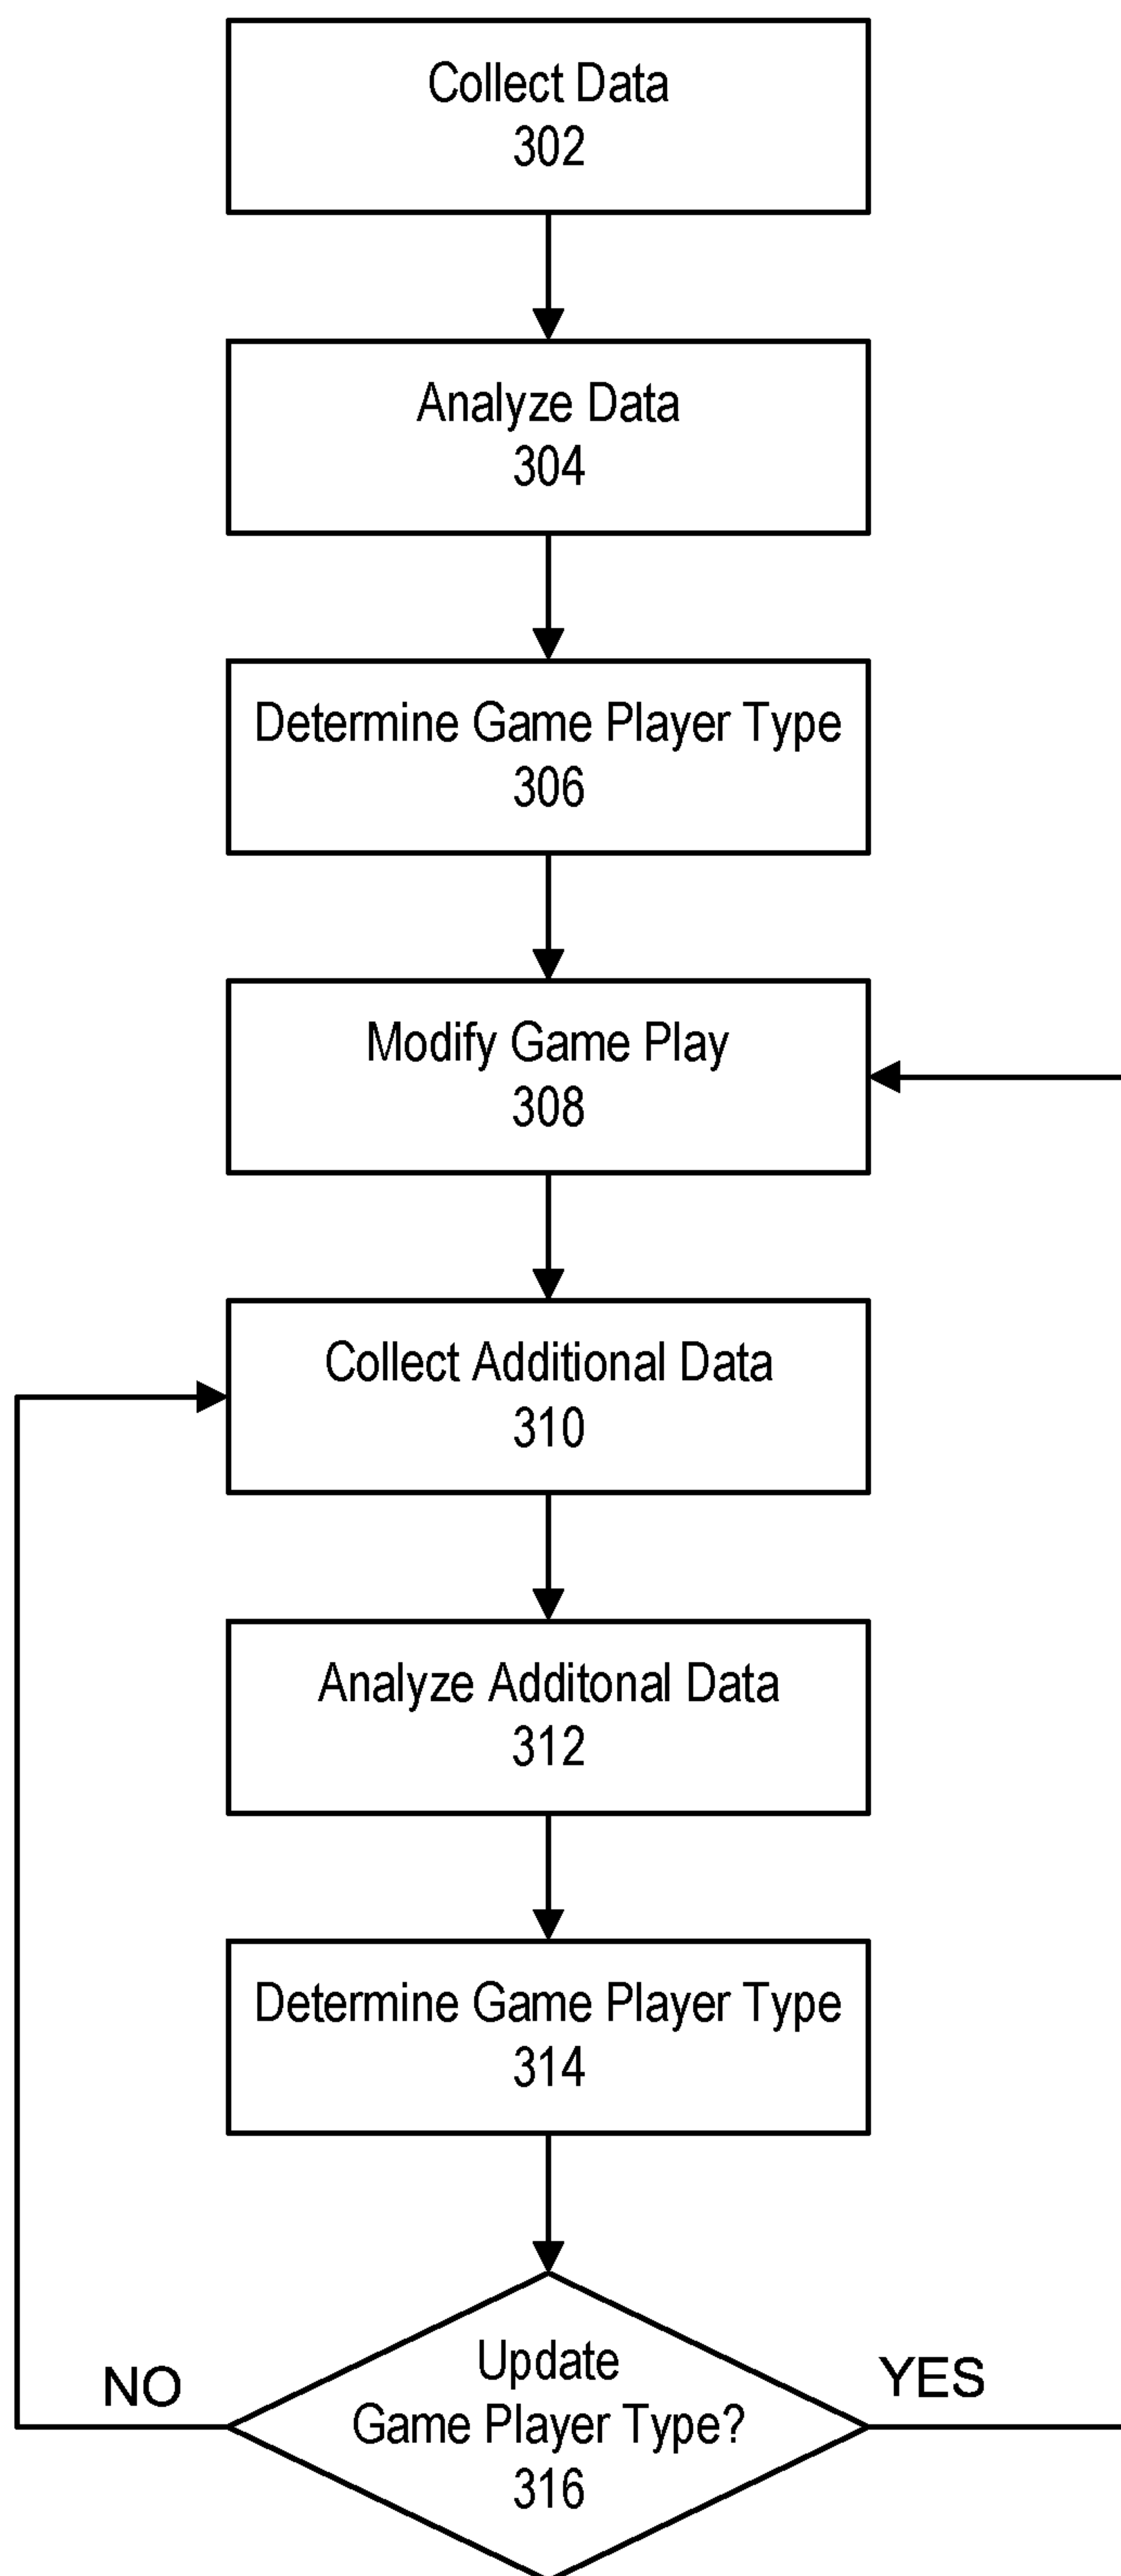 Collect Data
302
Analyze Data
304
Determine Game Player Type
306
Modify Game Play
308
Collect Additional Data
310
Analyze Additonal Data
312
Determine Game Player Type
314
Update
Game Player Type?
316
NO
YES